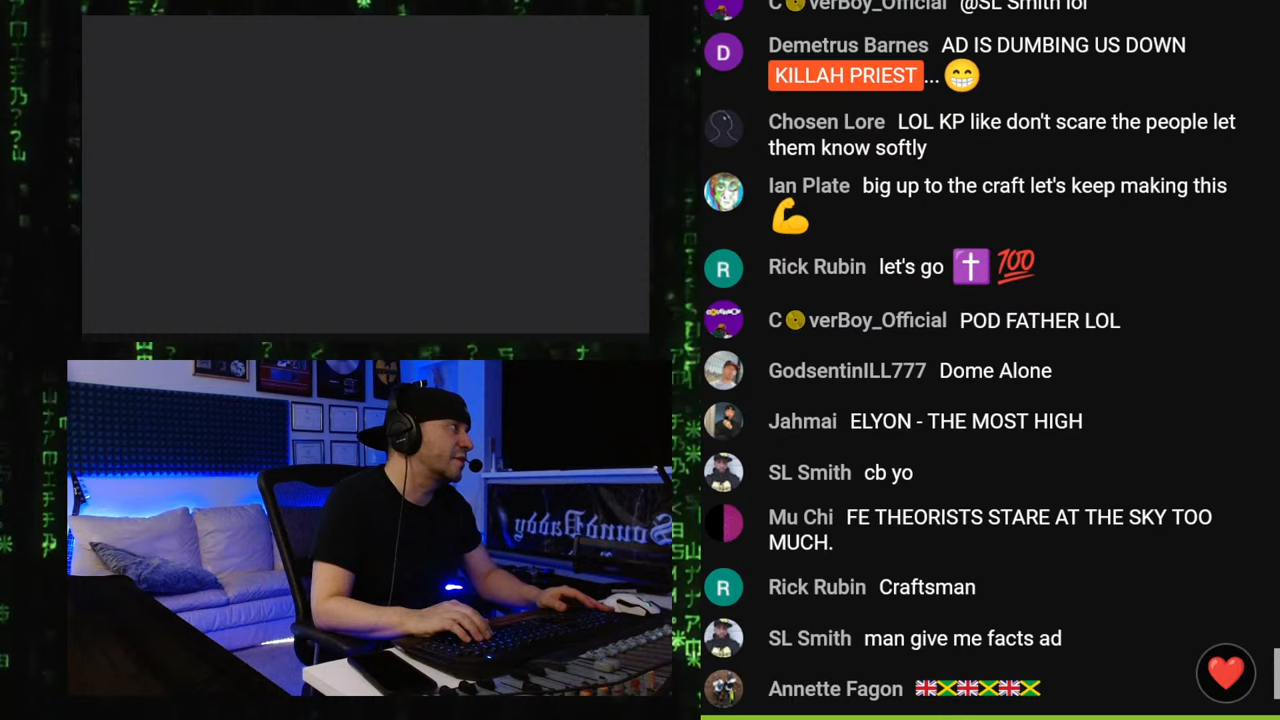 C verBoy_Official @SL Smith lol
Demetrus Barnes AD IS DUMBING US DOWN
KILLAH PRIEST ... 😁
Chosen Lore LOL KP like don't scare the people let
them know softly
Ian Plate big up to the craft let's keep making this
💪
R Rick Rubin let's go ✝️ 💯
C verBoy_Official POD FATHER LOL
GodsentinILL777 Dome Alone
Jahmai ELYON - THE MOST HIGH
SL Smith cb yo
Mu Chi FE THEORISTS STARE AT THE SKY TOO
MUCH.
R Rick Rubin Craftsman
SL Smith man give me facts ad
Annette Fagon 🇬🇧🇯🇲🇬🇧🇯🇲🇬🇧🇯🇲
SoundDaddy